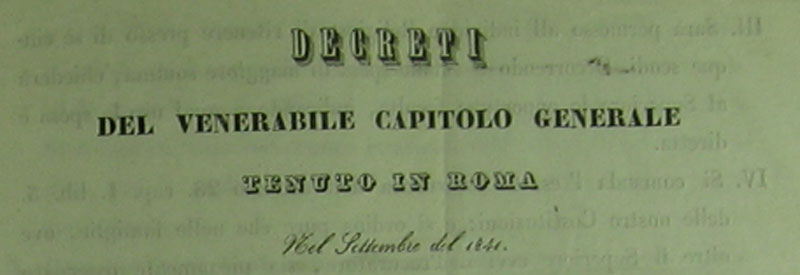 DECRETI
DEL VENERABILE CAPITOLO GENERALE
TENUTO IN ROMA
Nel Settembre del 1841.